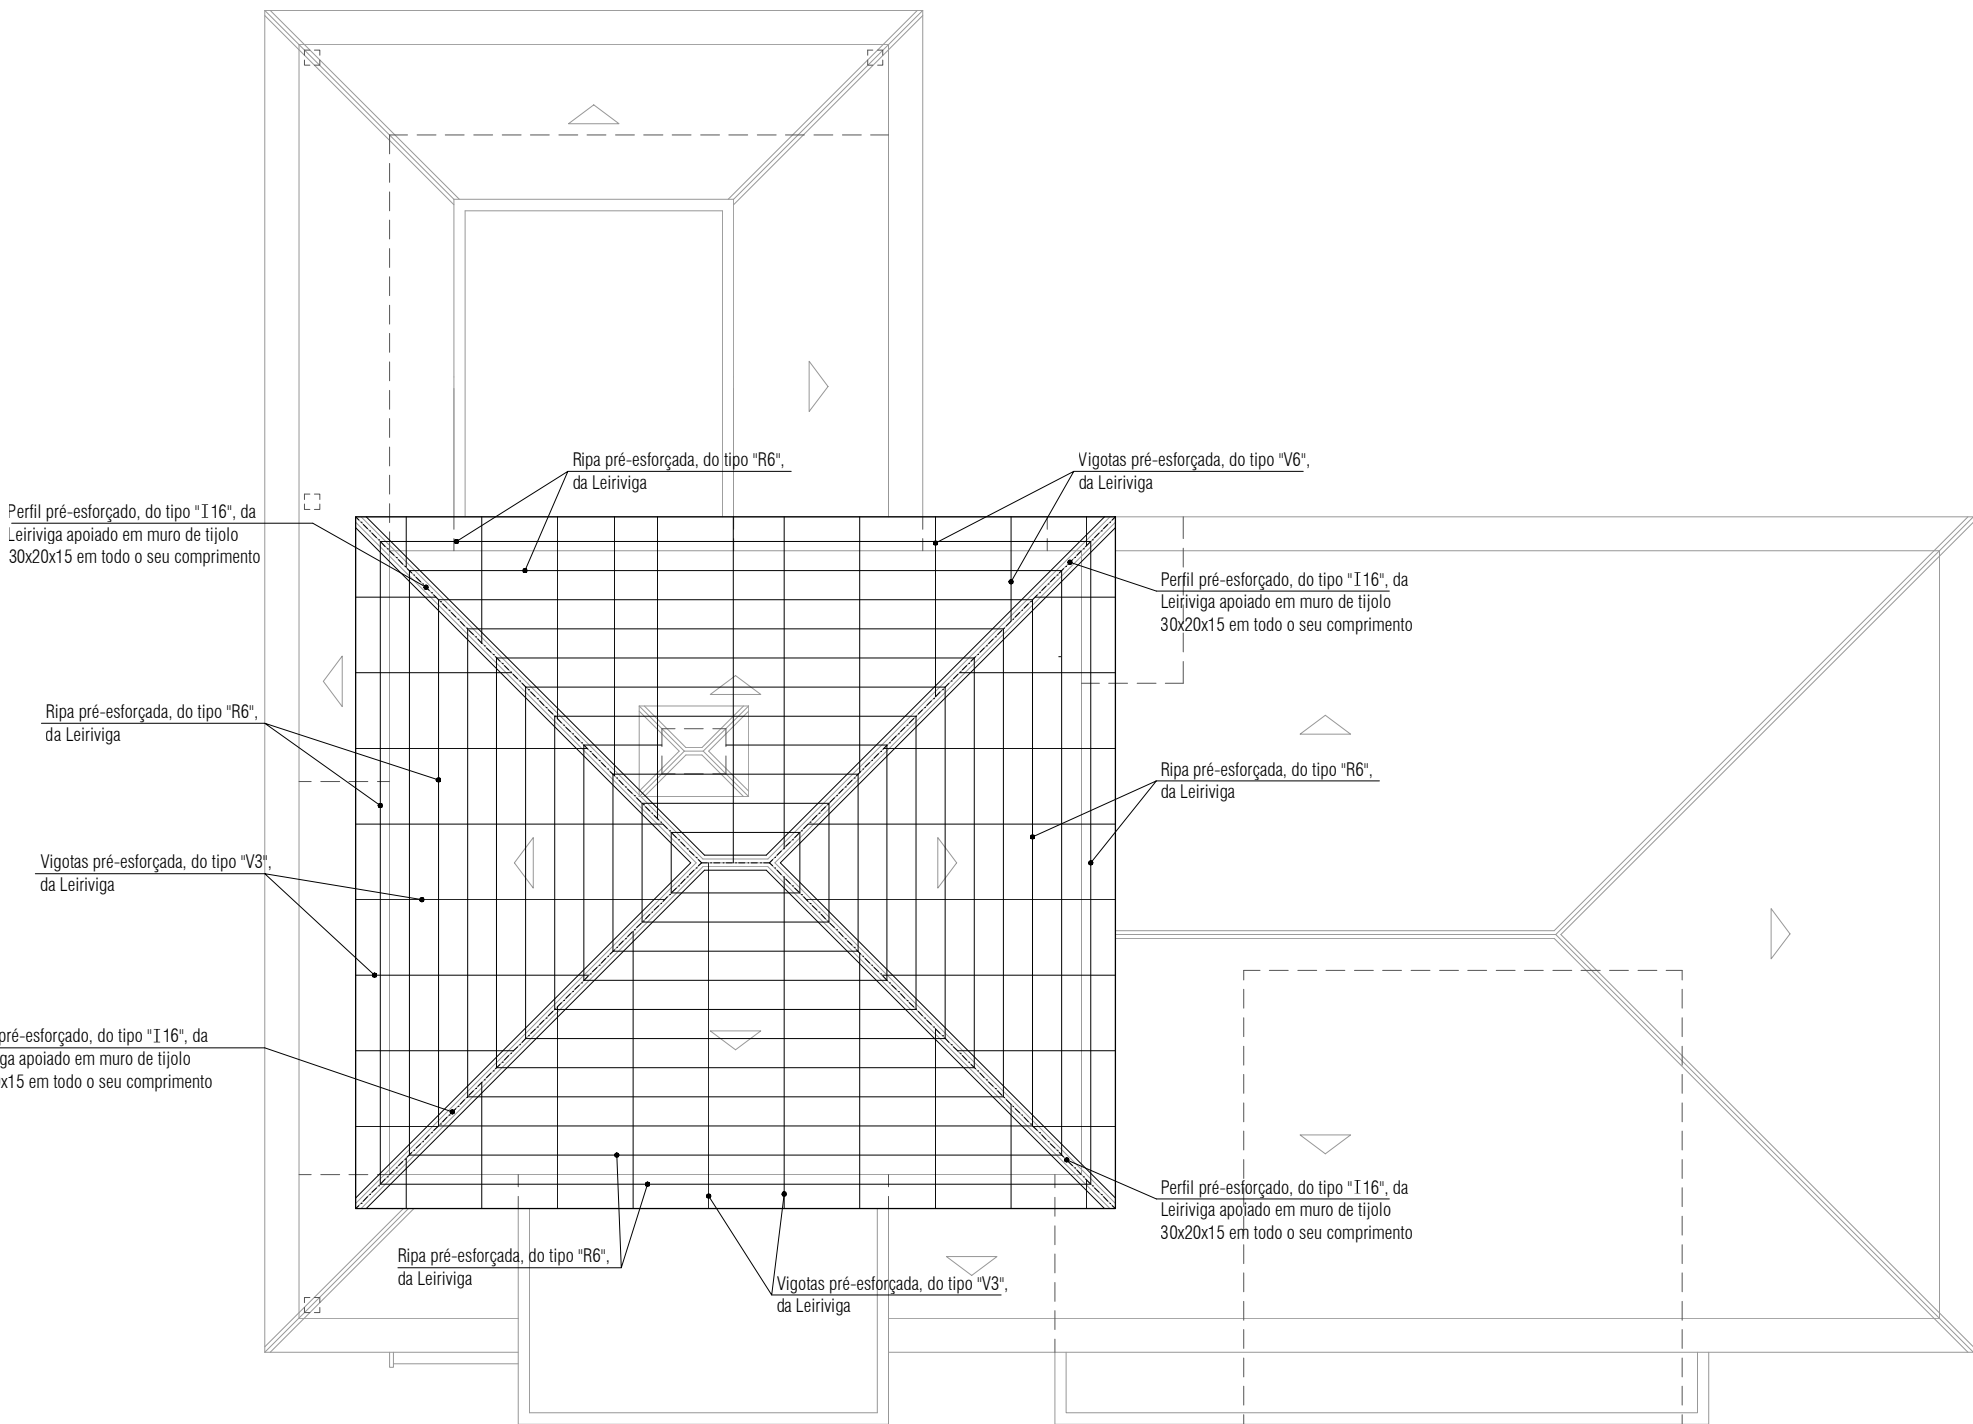 Ripa pré-esforçada, do tipo "R6",
da Leiriviga
Vigotas pré-esforçada, do tipo "V6",
da Leiriviga
Perfil pré-esforçado, do tipo "I16", da
Leiriviga apoiado em muro de tijolo
30x20x15 em todo o seu comprimento
Perfil pré-esforçado, do tipo "I16", da
Leiriviga apoiado em muro de tijolo
30x20x15 em todo o seu comprimento
Ripa pré-esforçada, do tipo "R6",
da Leiriviga
Ripa pré-esforçada, do tipo "R6",
da Leiriviga
Vigotas pré-esforçada, do tipo "V3",
da Leiriviga
pré-esforçado, do tipo "I16", da
apoiado em muro de tijolo
em todo o seu comprimento
Perfil pré-esforçado, do tipo "I16", da
Leiriviga apoiado em muro de tijolo
30x20x15 em todo o seu comprimento
Ripa pré-esforçada, do tipo "R6",
da Leiriviga
Vigotas pré-esforçada, do tipo "V3",
da Leiriviga